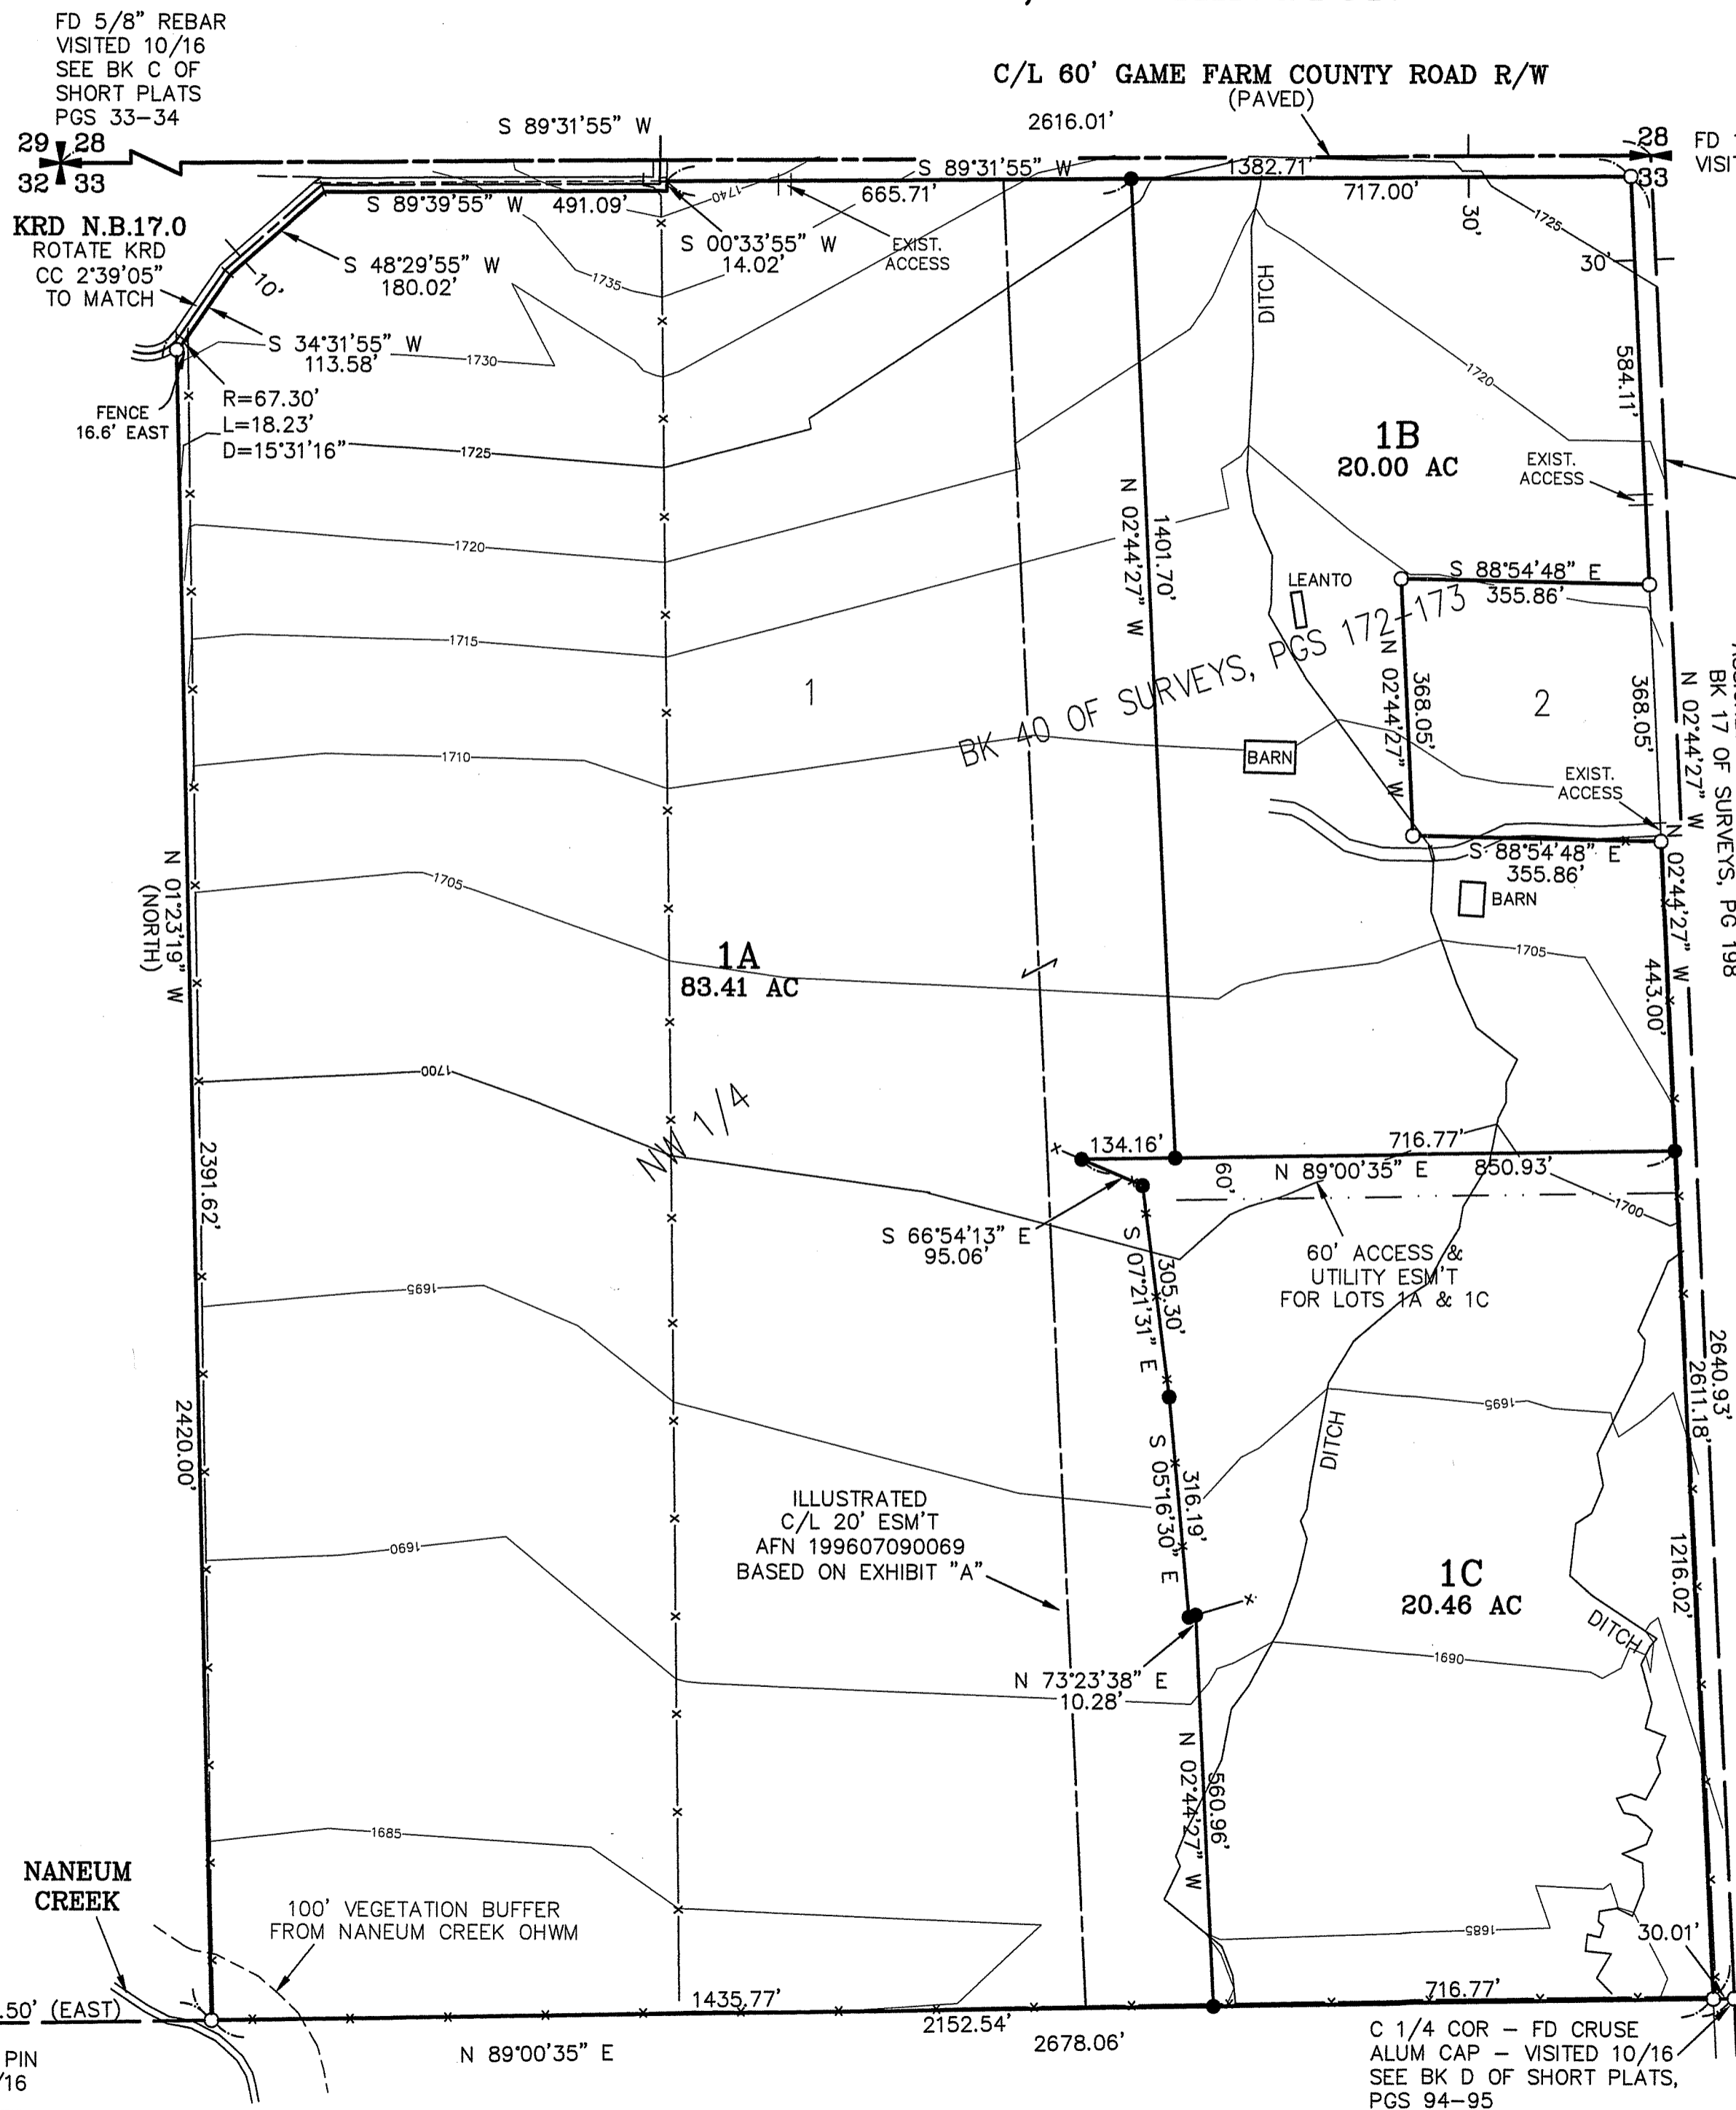 FD 5/8" REBAR
VISITED 10/16
SEE BK C OF
SHORT PLATS
PGS 33-34
C/L 60' GAME FARM COUNTY ROAD R/W
(PAVED)
S 89°31'55" W
2616.01'
29 28
32 33
28
33
FD
S 89°31'55" W
1382.71'
665.71'
717.00'
S 89°39'55" W
491.09'
1740
1725
30'
30'
KRD N.B.17.0
ROTATE KRD
CC 2°39'05"
TO MATCH
10'
S 48°29'55" W
180.02'
S 00°33'55" W
14.02'
EXIST.
ACCESS
1735
DITCH
S 34°31'55" W
113.58'
1730
FENCE
16.6' EAST
R=67.30'
L=18.23'
D=15°31'16"
1725
1720
584.11'
1B
20.00 AC
EXIST.
ACCESS
N 02°44'27" W
1401.70'
1720
LEANTO
S 88°54'48" E
355.86'
1715
1
BK 40 OF SURVEYS, PGS 172-173
N 02°44'27" W
368.05'
2
368.05'
N 02°44'27" W
BK 17 OF SURVEYS, PG 198
1710
BARN
EXIST.
ACCESS
S 88°54'48" E
355.86'
BARN
N 02°44'27" W
443.00'
1705
1705
N 01°23'19" W
(NORTH)
1A
83.41 AC
1700
NW 1/4
2391.62'
2420.00'
134.16'
716.77'
N 89°00'35" E
850.93'
60'
1700
S 66°54'13" E
95.06'
S 07°21'31" E
305.30'
60' ACCESS &
UTILITY ESM'T
FOR LOTS 1A & 1C
1695
1695
2640.93'
2611.18'
DITCH
S 05°16'30" E
316.19'
ILLUSTRATED
C/L 20' ESM'T
AFN 199607090069
BASED ON EXHIBIT "A"
1690
1C
20.46 AC
1216.02'
DITCH
1690
N 73°23'38" E
10.28'
N 02°44'27" W
560.96'
1685
1685
NANEUM
CREEK
100' VEGETATION BUFFER
FROM NANEUM CREEK OHWM
30.01'
.50' (EAST)
1435.77'
716.77'
2152.54'
2678.06'
N 89°00'35" E
PIN
/16
C 1/4 COR - FD CRUSE
ALUM CAP - VISITED 10/16
SEE BK D OF SHORT PLATS,
PGS 94-95